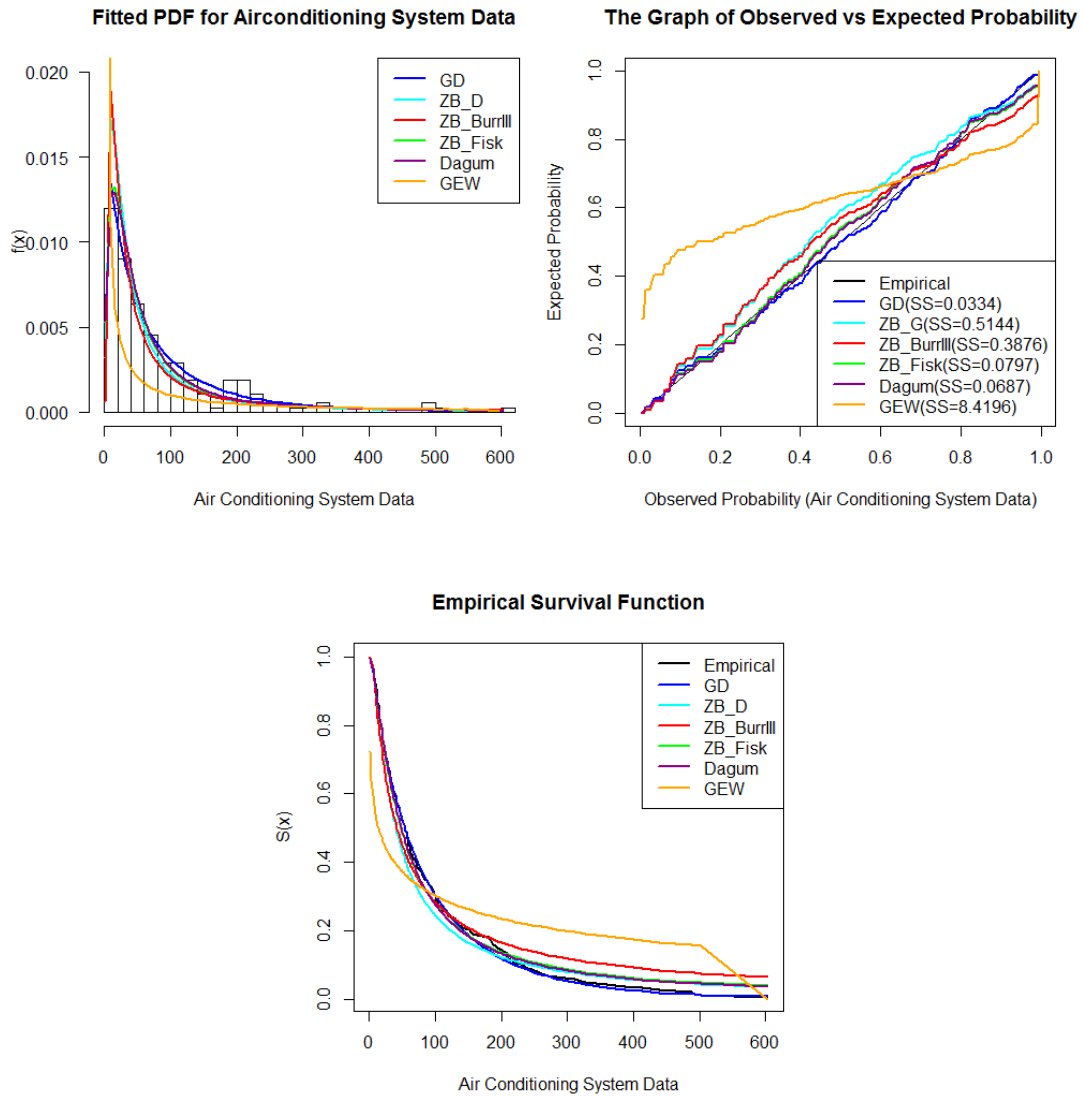 Fitted PDF for Airconditioning System Data
f(x)
0.020
0.015
0.010
0.005
0.000
0 100 200 300 400 500 600
Air Conditioning System Data
GD
ZB_D
ZB_BurrIII
ZB_Fisk
Dagum
GEW
The Graph of Observed vs Expected Probability
Expected Probability
1.0
0.8
0.6
0.4
0.2
0.0
0.0 0.2 0.4 0.6 0.8 1.0
Observed Probability (Air Conditioning System Data)
Empirical
GD(SS=0.0334)
ZB_G(SS=0.5144)
ZB_BurrIII(SS=0.3876)
ZB_Fisk(SS=0.0797)
Dagum(SS=0.0687)
GEW(SS=8.4196)
Empirical Survival Function
S(x)
1.0
0.8
0.6
0.4
0.2
0.0
0 100 200 300 400 500 600
Air Conditioning System Data
Empirical
GD
ZB_D
ZB_BurrIII
ZB_Fisk
Dagum
GEW